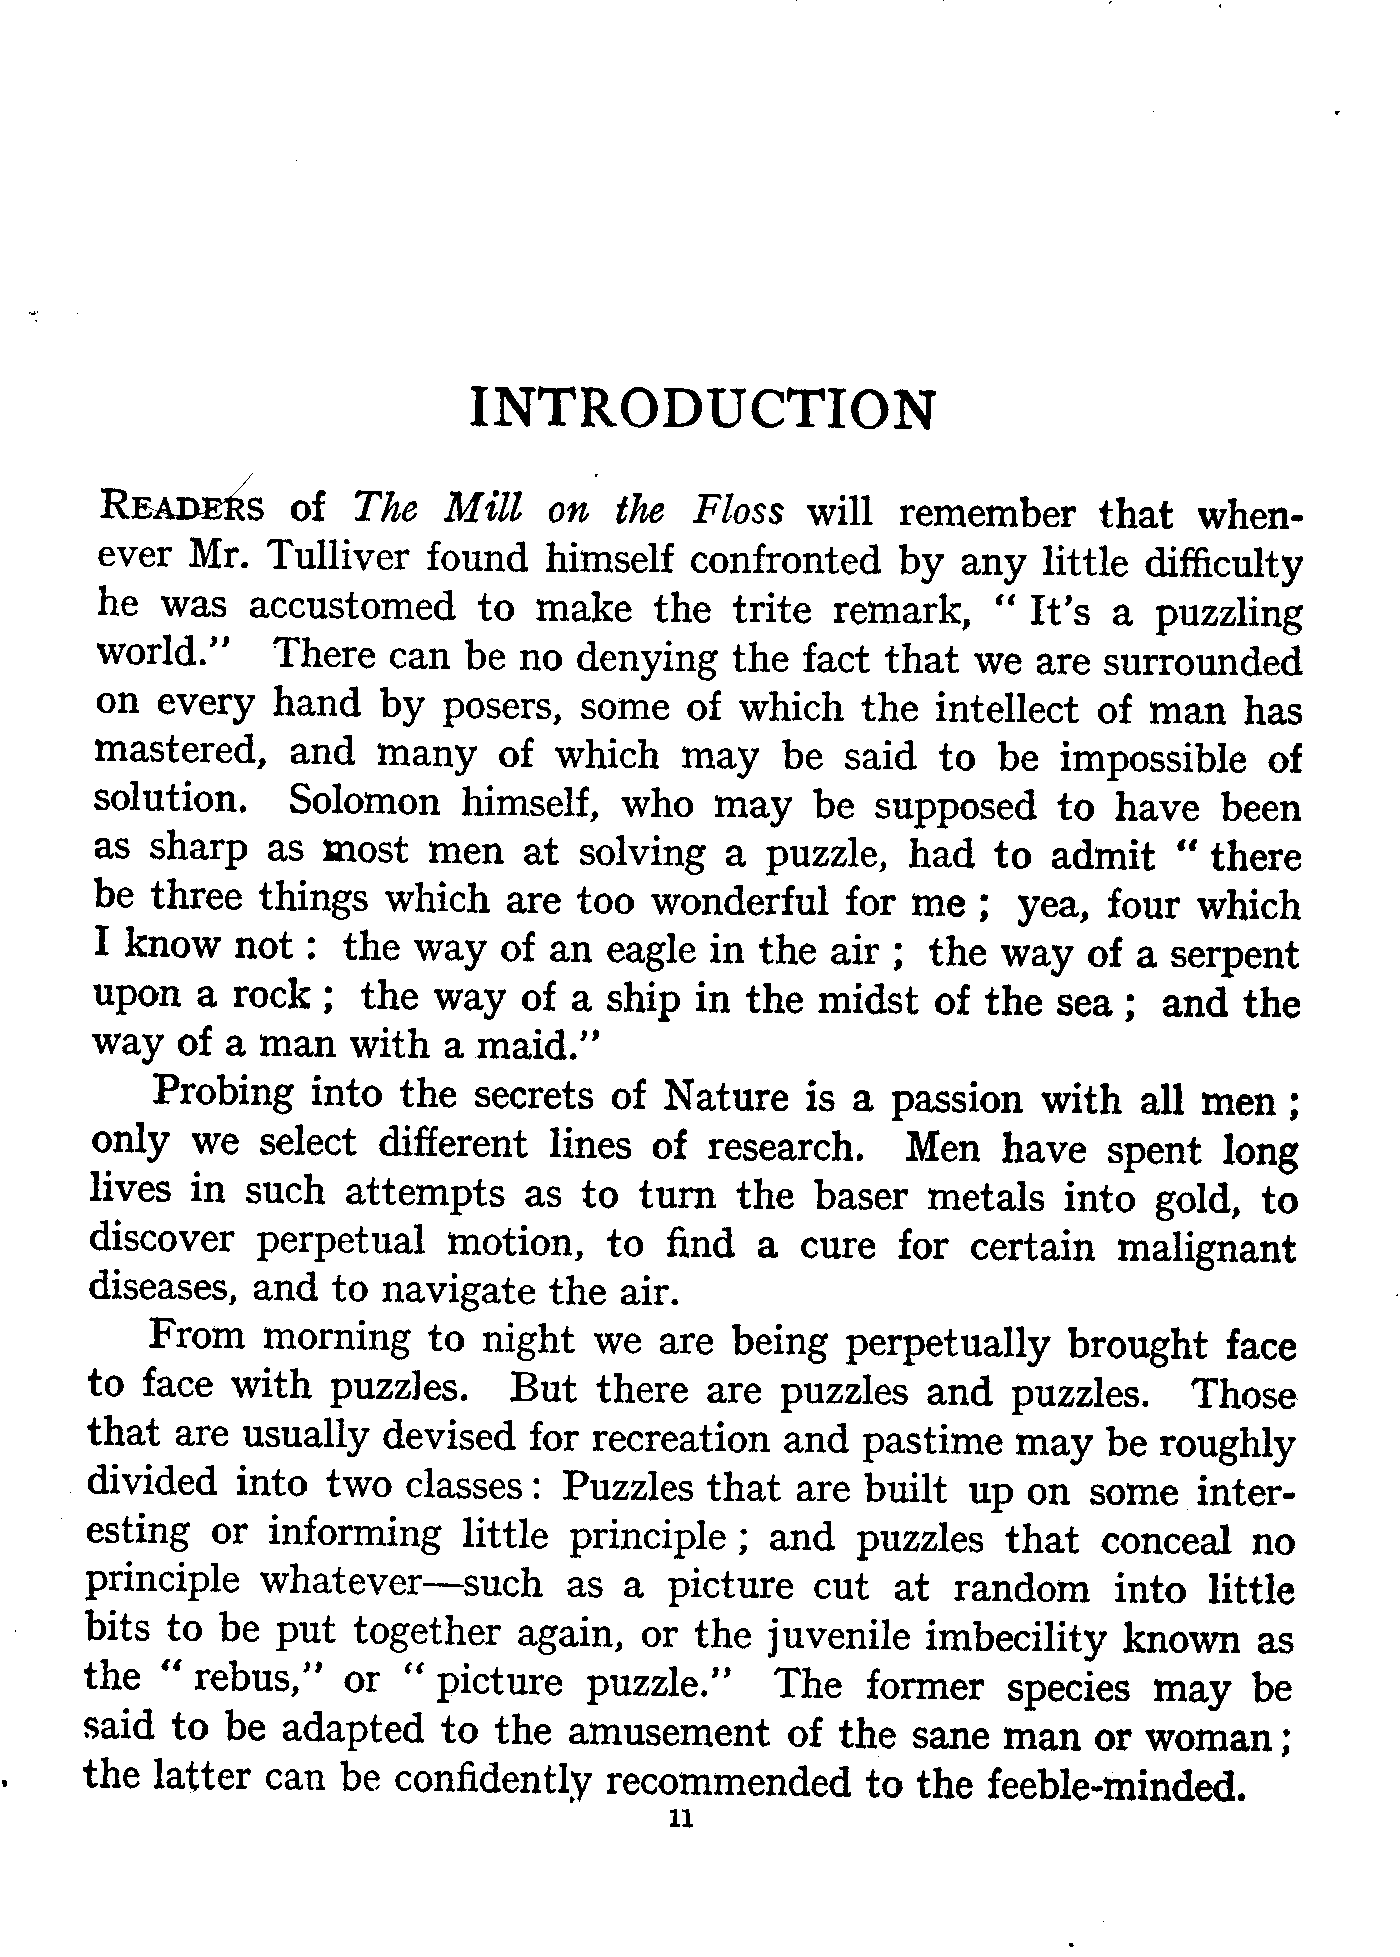 INTRODUCTION
READERS of The Mill on the Floss will remember that when-
ever Mr. Tulliver found himself confronted by any little difficulty
he was accustomed to make the trite remark, “ It's a puzzling
world.” There can be no denying the fact that we are surrounded
on every hand by posers, some of which the intellect of man has
mastered, and many of which may be said to be impossible of
solution. Solomon himself, who may be supposed to have been
as sharp as most men at solving a puzzle, had to admit “ there
be three things which are too wonderful for me ; yea, four which
I know not : the way of an eagle in the air ; the way of a serpent
upon a rock ; the way of a ship in the midst of the sea ; and the
way of a man with a maid.”
Probing into the secrets of Nature is a passion with all men ;
only we select different lines of research. Men have spent long
lives in such attempts as to turn the baser metals into gold, to
discover perpetual motion, to find a cure for certain malignant
diseases, and to navigate the air.
From morning to night we are being perpetually brought face
to face with puzzles. But there are puzzles and puzzles. Those
that are usually devised for recreation and pastime may be roughly
divided into two classes : Puzzles that are built up on some inter-
esting or informing little principle ; and puzzles that conceal no
principle whatever—such as a picture cut at random into little
bits to be put together again, or the juvenile imbecility known as
the “ rebus,” or “ picture puzzle.” The former species may be
said to be adapted to the amusement of the sane man or woman ;
the latter can be confidently recommended to the feeble-minded.
11